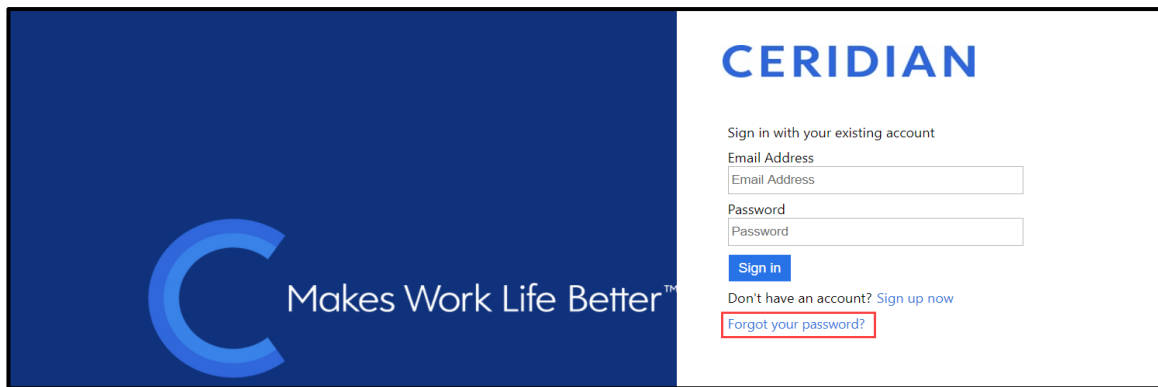 Makes Work Life Better™
CERIDIAN
Sign in with your existing account
Email Address
Email Address
Password
Password
Sign in
Don't have an account? Sign up now
Forgot your password?